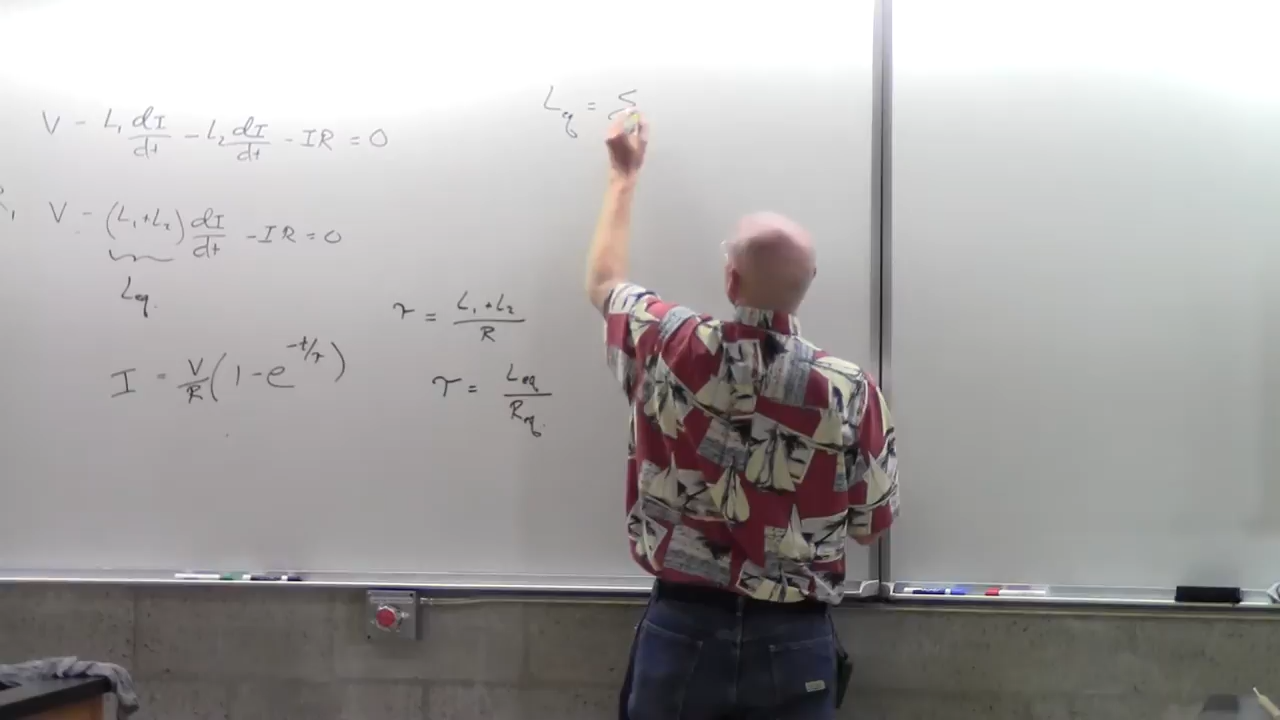 V - L₁ dI/dt - L₂ dI/dt - IR = 0
V - (L₁+L₂) dI/dt - IR = 0
Leq.
I = V/R (1 - e^(-t/τ))
τ = (L₁+L₂)/R
τ = Leq/Req.
Leq = Σ